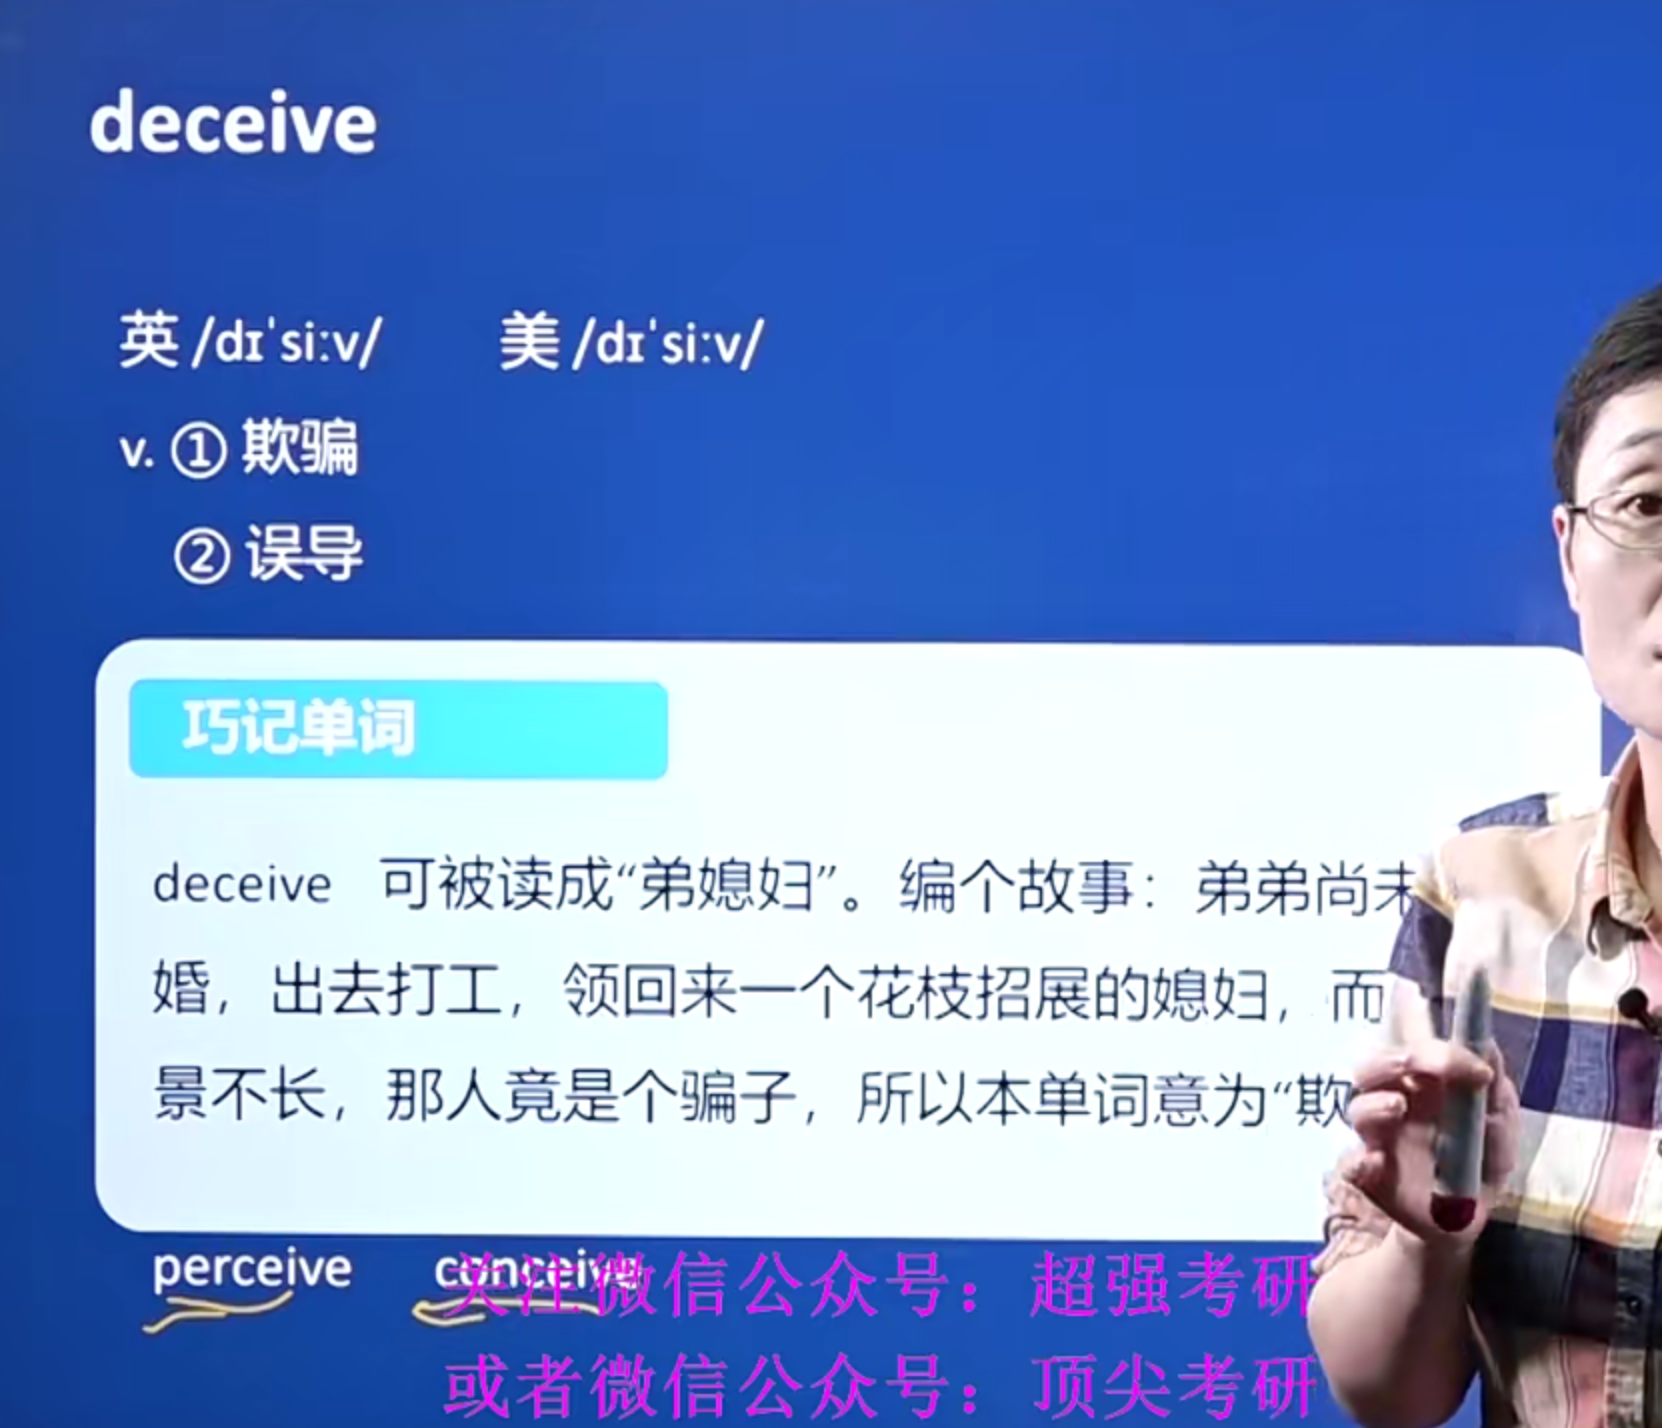 deceive
英 /dɪˈsiːv/ 美 /dɪˈsiːv/
v. ① 欺骗
② 误导
巧记单词
deceive 可被读成“弟媳妇”。编个故事：弟弟尚未
婚，出去打工，领回来一个花枝招展的媳妇，而
景不长，那人竟是个骗子，所以本单词意为“欺
perceive
关注微信公众号：超强考研
或者微信公众号：顶尖考研